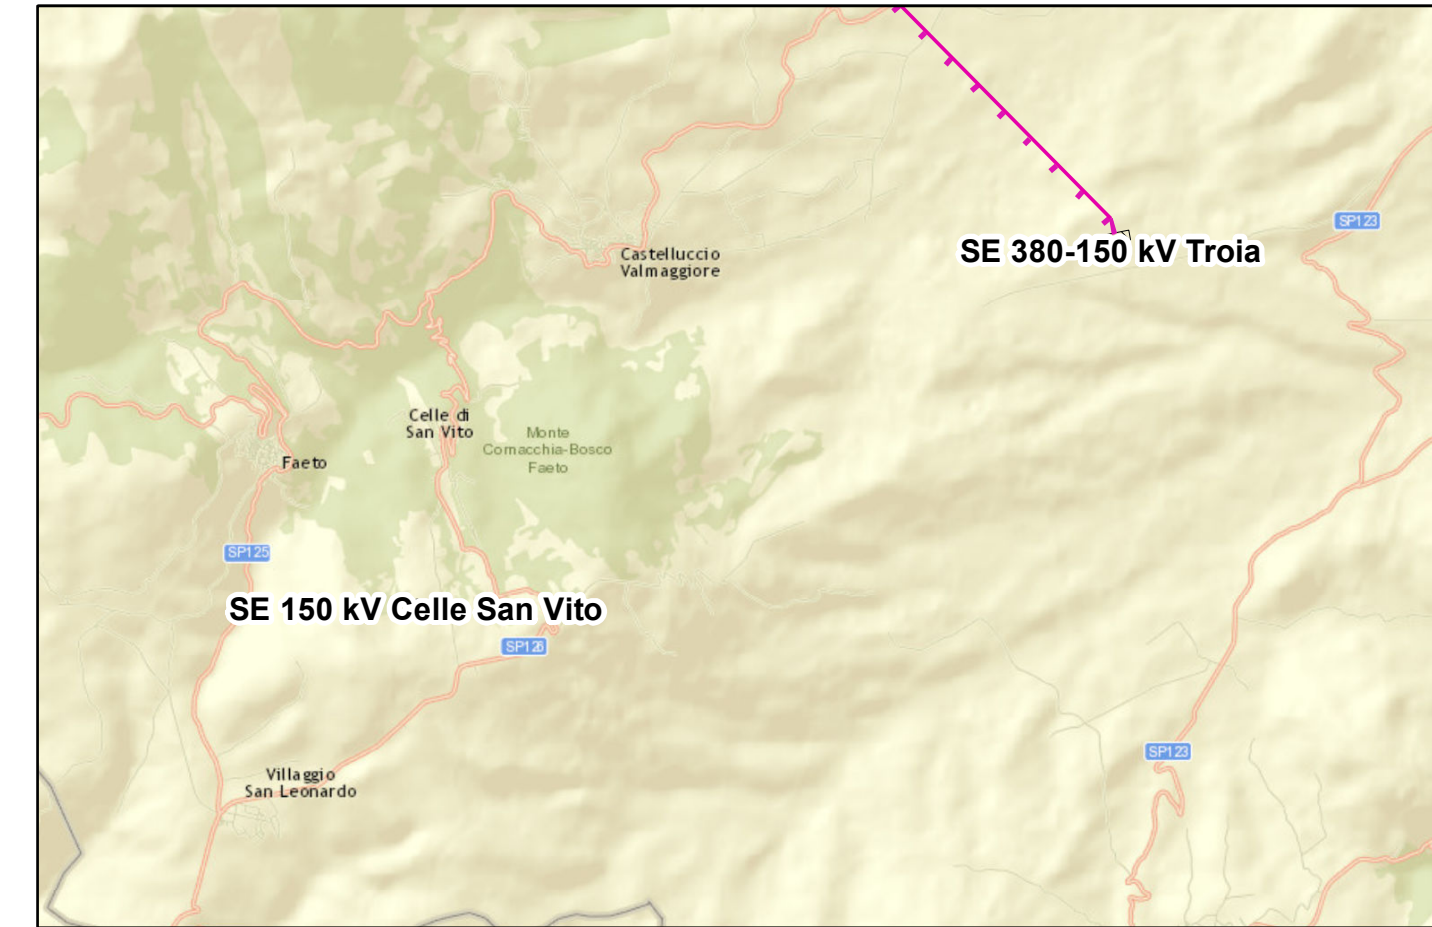 SP123
Castelluccio
Valmaggiore
SE 380-150 kV Troia
Celle di
San Vito
Monte
Cornacchia-Bosco
Faeto
Faeto
SP125
SE 150 kV Celle San Vito
SP126
SP123
Villaggio
San Leonardo